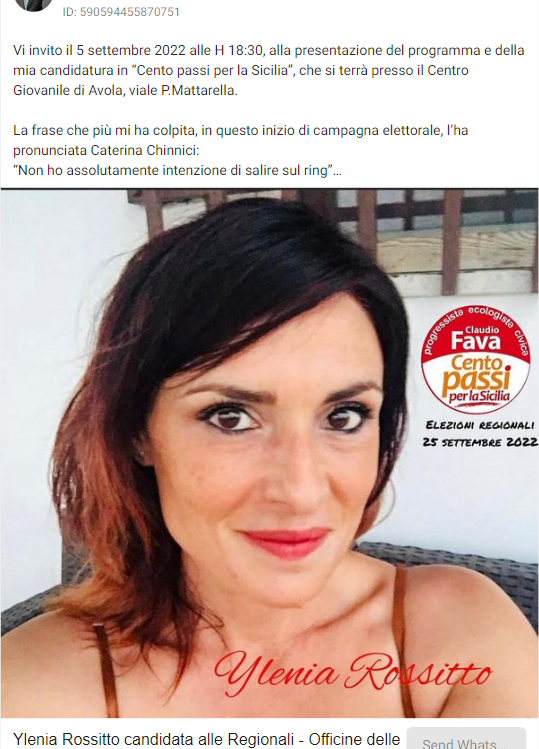 ID: 590594455870751
Vi invito il 5 settembre 2022 alle H 18:30, alla presentazione del programma e della
mia candidatura in “Cento passi per la Sicilia”, che si terrà presso il Centro
Giovanile di Avola, viale P.Mattarella.
La frase che più mi ha colpita, in questo inizio di campagna elettorale, l’ha
pronunciata Caterina Chinnici:
“Non ho assolutamente intenzione di salire sul ring”...
progressista ecologista civica
Claudio
Fava
Cento
passi
per la Sicilia
ELEZIONI REGIONALI
25 SETTEMBRE 2022
Ylenia Rossitto
Ylenia Rossitto candidata alle Regionali - Officine delle
Send Whats...